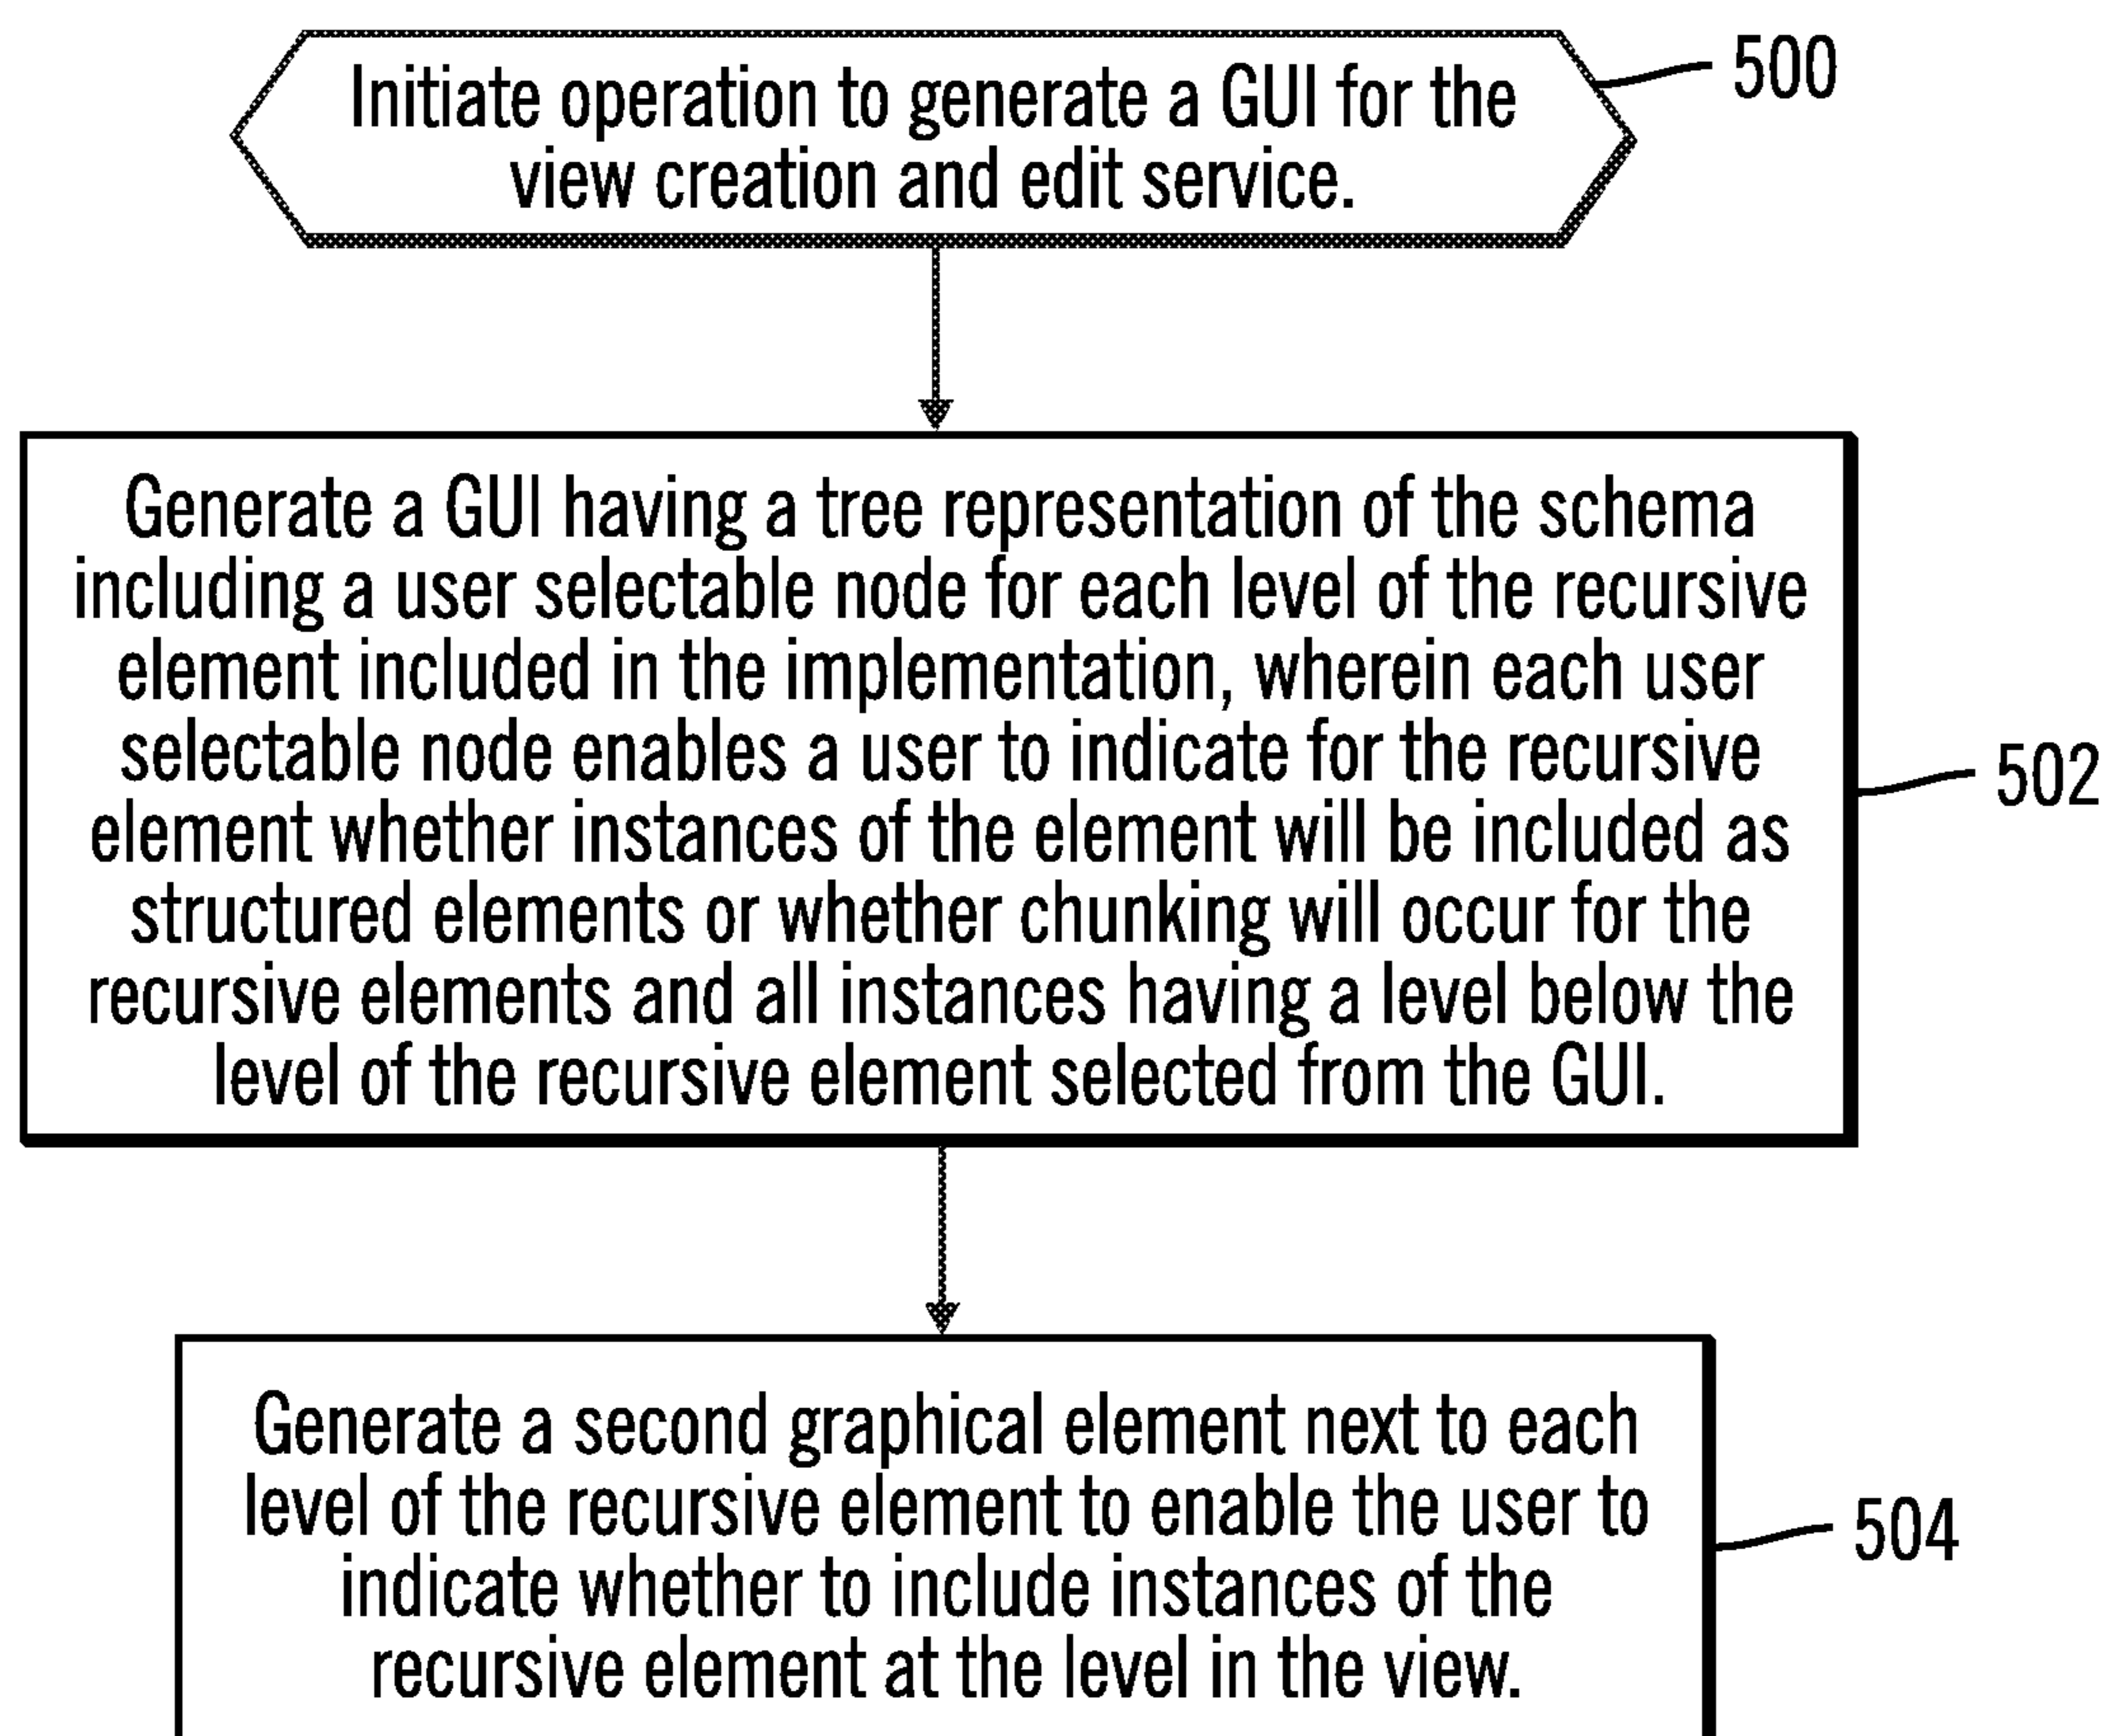 Initiate operation to generate a GUI for the
view creation and edit service.
500
Generate a GUI having a tree representation of the schema
including a user selectable node for each level of the recursive
element included in the implementation, wherein each user
selectable node enables a user to indicate for the recursive
element whether instances of the element will be included as
structured elements or whether chunking will occur for the
recursive elements and all instances having a level below the
level of the recursive element selected from the GUI.
502
Generate a second graphical element next to each
level of the recursive element to enable the user to
indicate whether to include instances of the
recursive element at the level in the view.
504